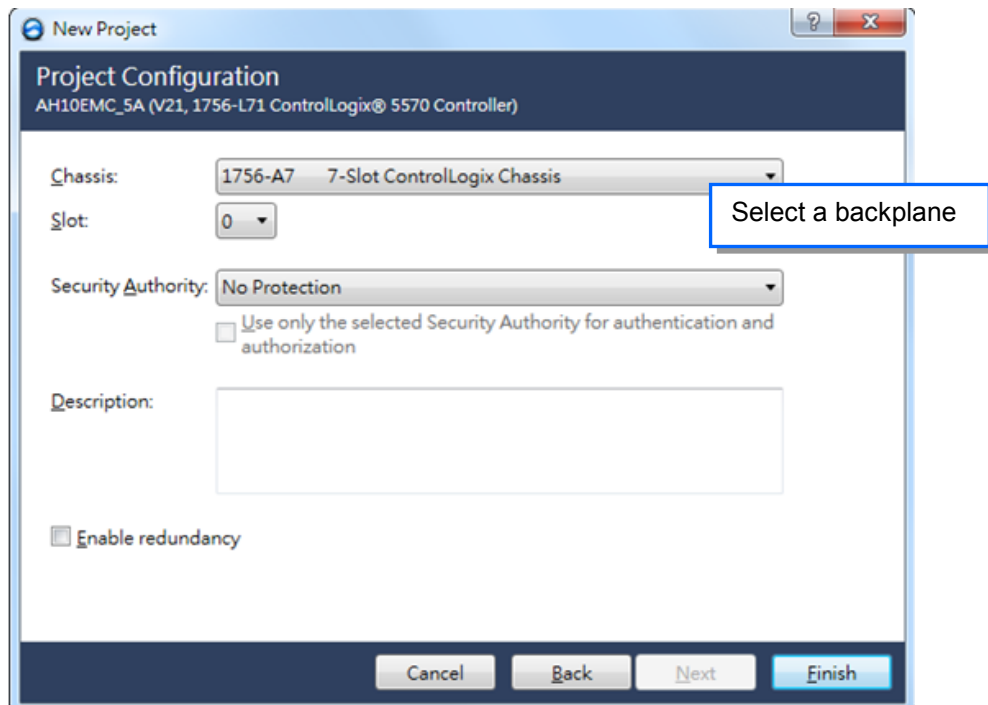 New Project
Project Configuration
AH10EMC_5A (V21, 1756-L71 ControlLogix® 5570 Controller)
Chassis: 1756-A7 7-Slot ControlLogix Chassis
Select a backplane
Slot: 0
Security Authority: No Protection
Use only the selected Security Authority for authentication and
authorization
Description:
Enable redundancy
Cancel Back Next Finish